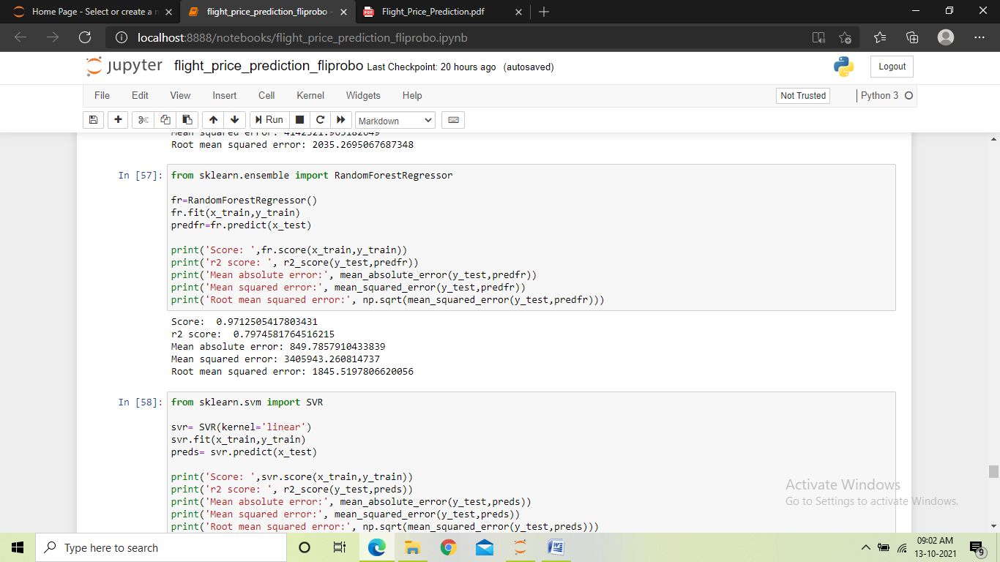 Home Page - Select or create a n
flight_price_prediction_fliprobo -
Flight_Price_Prediction.pdf
localhost:8888/notebooks/flight_price_prediction_fliprobo.ipynb
jupyter flight_price_prediction_fliprobo Last Checkpoint: 20 hours ago (autosaved)
Logout
File Edit View Insert Cell Kernel Widgets Help
Not Trusted
Python 3
Run
Markdown
Mean squared error: 4142321.965182049
Root mean squared error: 2035.2695067687348
In [57]:
from sklearn.ensemble import RandomForestRegressor
fr=RandomForestRegressor()
fr.fit(x_train,y_train)
predfr=fr.predict(x_test)
print('Score: ',fr.score(x_train,y_train))
print('r2 score: ', r2_score(y_test,predfr))
print('Mean absolute error:', mean_absolute_error(y_test,predfr))
print('Mean squared error:', mean_squared_error(y_test,predfr))
print('Root mean squared error:', np.sqrt(mean_squared_error(y_test,predfr)))
Score:  0.9712505417803431
r2 score:  0.7974581764516215
Mean absolute error: 849.7857910433839
Mean squared error: 3405943.260814737
Root mean squared error: 1845.5197806620056
In [58]:
from sklearn.svm import SVR
svr= SVR(kernel='linear')
svr.fit(x_train,y_train)
preds= svr.predict(x_test)
print('Score: ',svr.score(x_train,y_train))
print('r2 score: ', r2_score(y_test,preds))
print('Mean absolute error:', mean_absolute_error(y_test,preds))
print('Mean squared error:', mean_squared_error(y_test,preds))
print('Root mean squared error:', np.sqrt(mean_squared_error(y_test,preds)))
Activate Windows
Go to Settings to activate Windows.
Type here to search
09:02 AM
13-10-2021
9